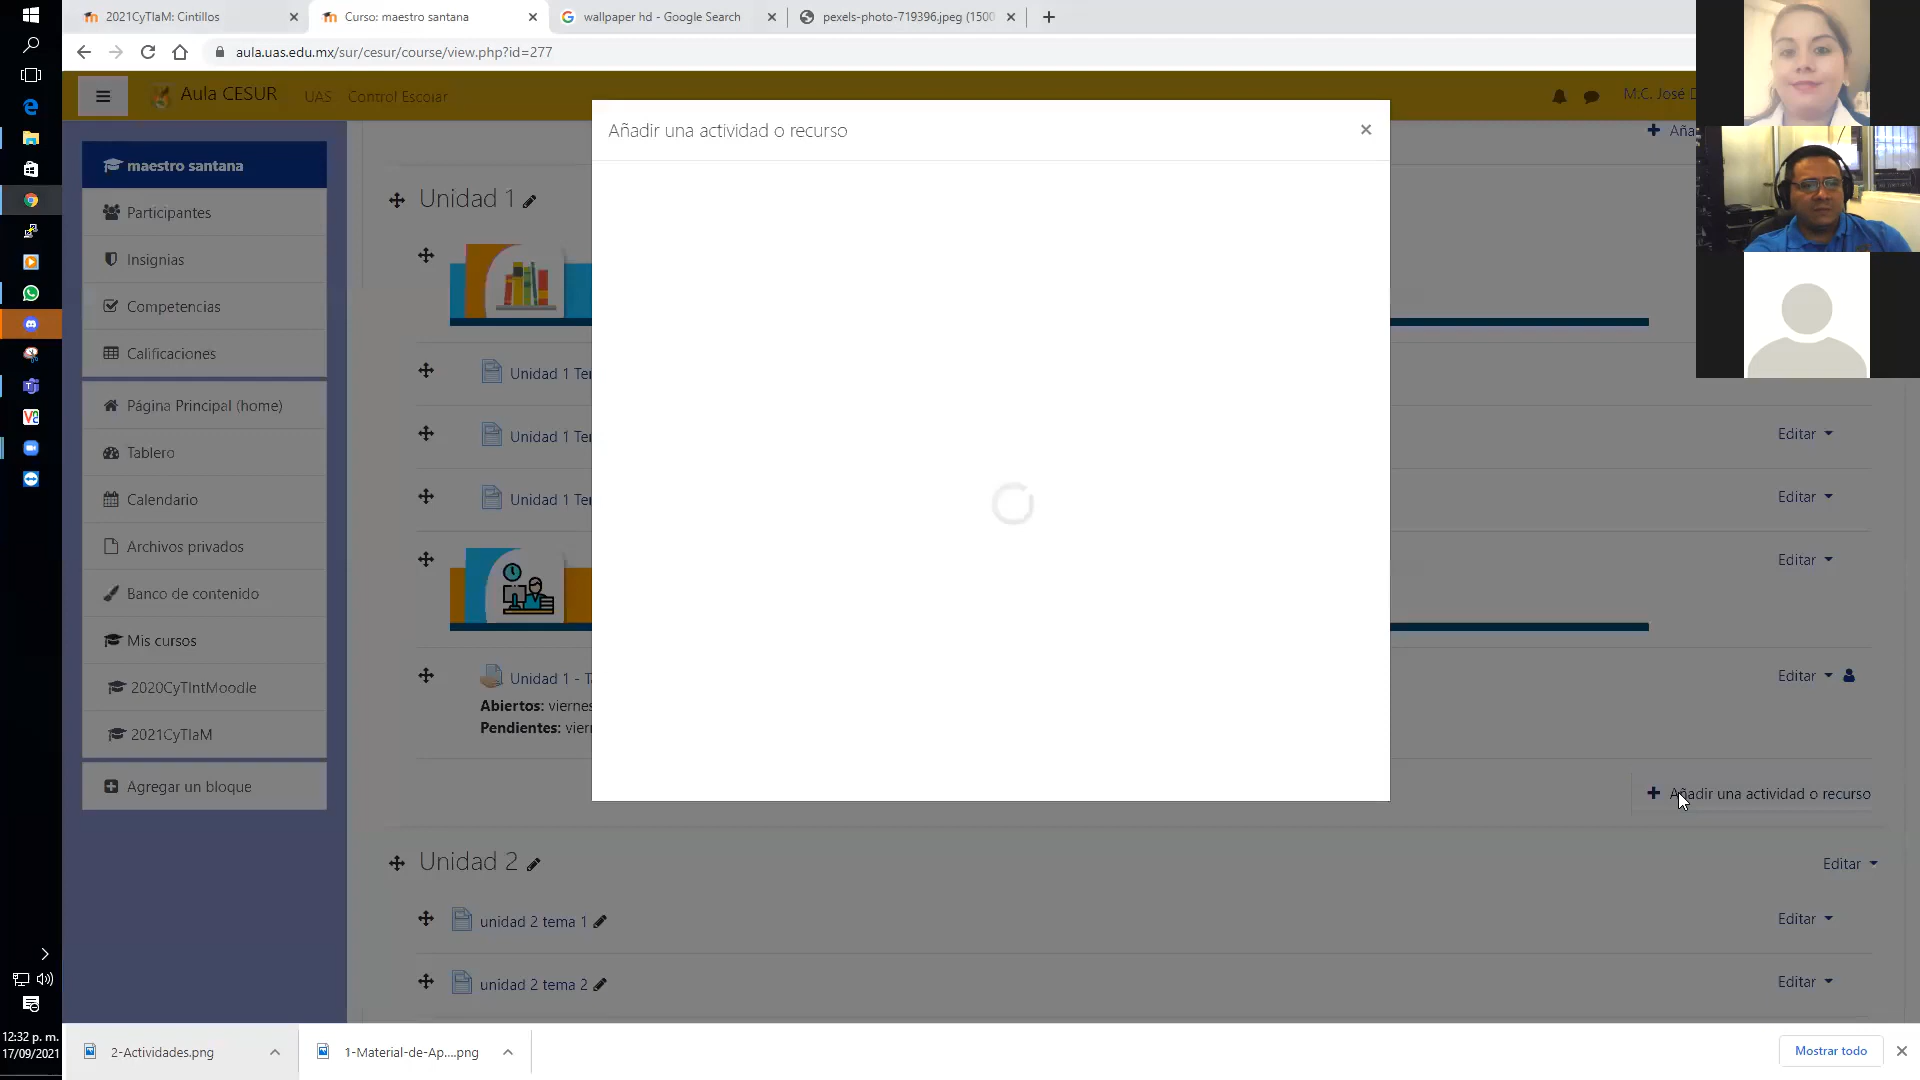 2021CyTIaM: Cintillos
Curso: maestro santana
wallpaper hd - Google Search
pexels-photo-719396.jpeg (1500
aula.uas.edu.mx/sur/cesur/course/view.php?id=277
Aula CESUR
UAS
Control Escolar
M.C. José D
Añadir una actividad o recurso
Aña
maestro santana
Participantes
Insignias
Competencias
Calificaciones
Página Principal (home)
Tablero
Calendario
Archivos privados
Banco de contenido
Mis cursos
2020CyTIntMoodle
2021CyTIaM
Agregar un bloque
Unidad 1
Unidad 1 Te
Unidad 1 Te
Editar
Unidad 1 Te
Editar
Editar
Unidad 1 - T
Editar
Abiertos: viernes
Pendientes: vier
Añadir una actividad o recurso
Unidad 2
Editar
unidad 2 tema 1
Editar
unidad 2 tema 2
Editar
12:32 p. m.
17/09/2021
2-Actividades.png
1-Material-de-Ap....png
Mostrar todo